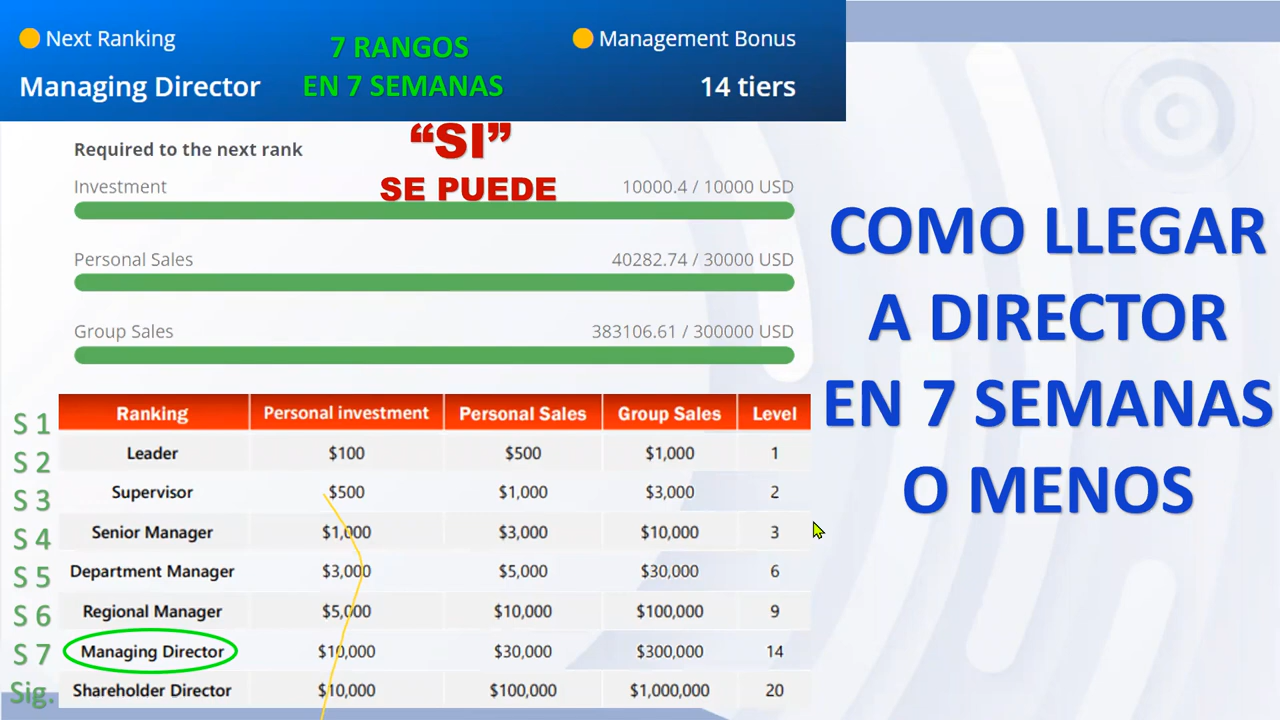 Next Ranking
7 RANGOS
Management Bonus
Managing Director
EN 7 SEMANAS
14 tiers
“SI”
Required to the next rank
SE PUEDE
Investment 10000.4 / 10000 USD
Personal Sales 40282.74 / 30000 USD
Group Sales 383106.61 / 300000 USD
COMO LLEGAR
A DIRECTOR
EN 7 SEMANAS
O MENOS
Ranking Personal investment Personal Sales Group Sales Level
S 1
Leader $100 $500 $1,000 1
S 2
Supervisor $500 $1,000 $3,000 2
S 3
Senior Manager $1,000 $3,000 $10,000 3
S 4
Department Manager $3,000 $5,000 $30,000 6
S 5
Regional Manager $5,000 $10,000 $100,000 9
S 6
Managing Director $10,000 $30,000 $300,000 14
S 7
Shareholder Director $10,000 $100,000 $1,000,000 20
Sig.